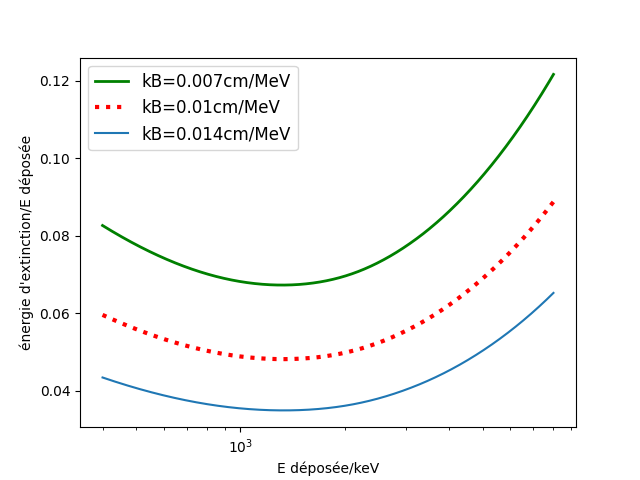 kB=0.007cm/MeV
kB=0.01cm/MeV
kB=0.014cm/MeV
0.12
0.10
0.08
0.06
0.04
énergie d'extinction/E déposée
10³
E déposée/keV